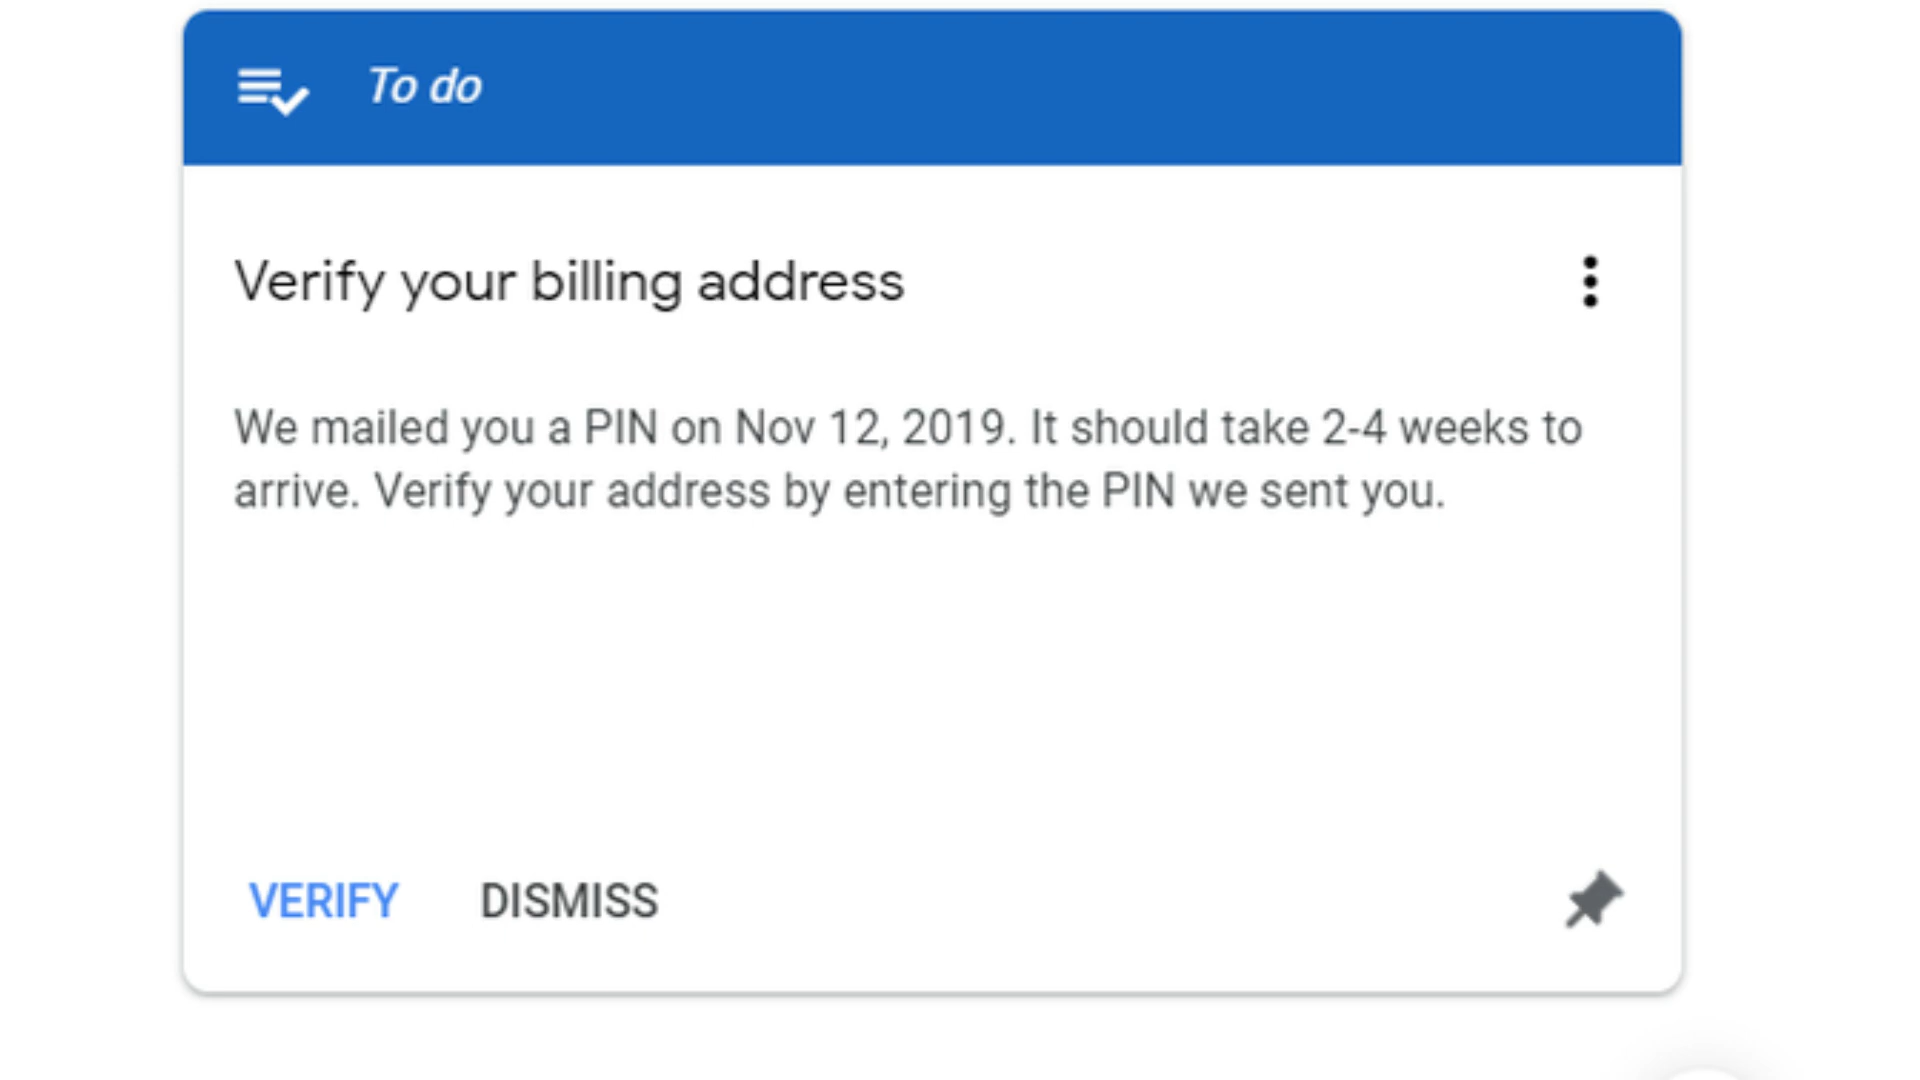 To do
Verify your billing address
We mailed you a PIN on Nov 12, 2019. It should take 2-4 weeks to
arrive. Verify your address by entering the PIN we sent you.
VERIFY DISMISS